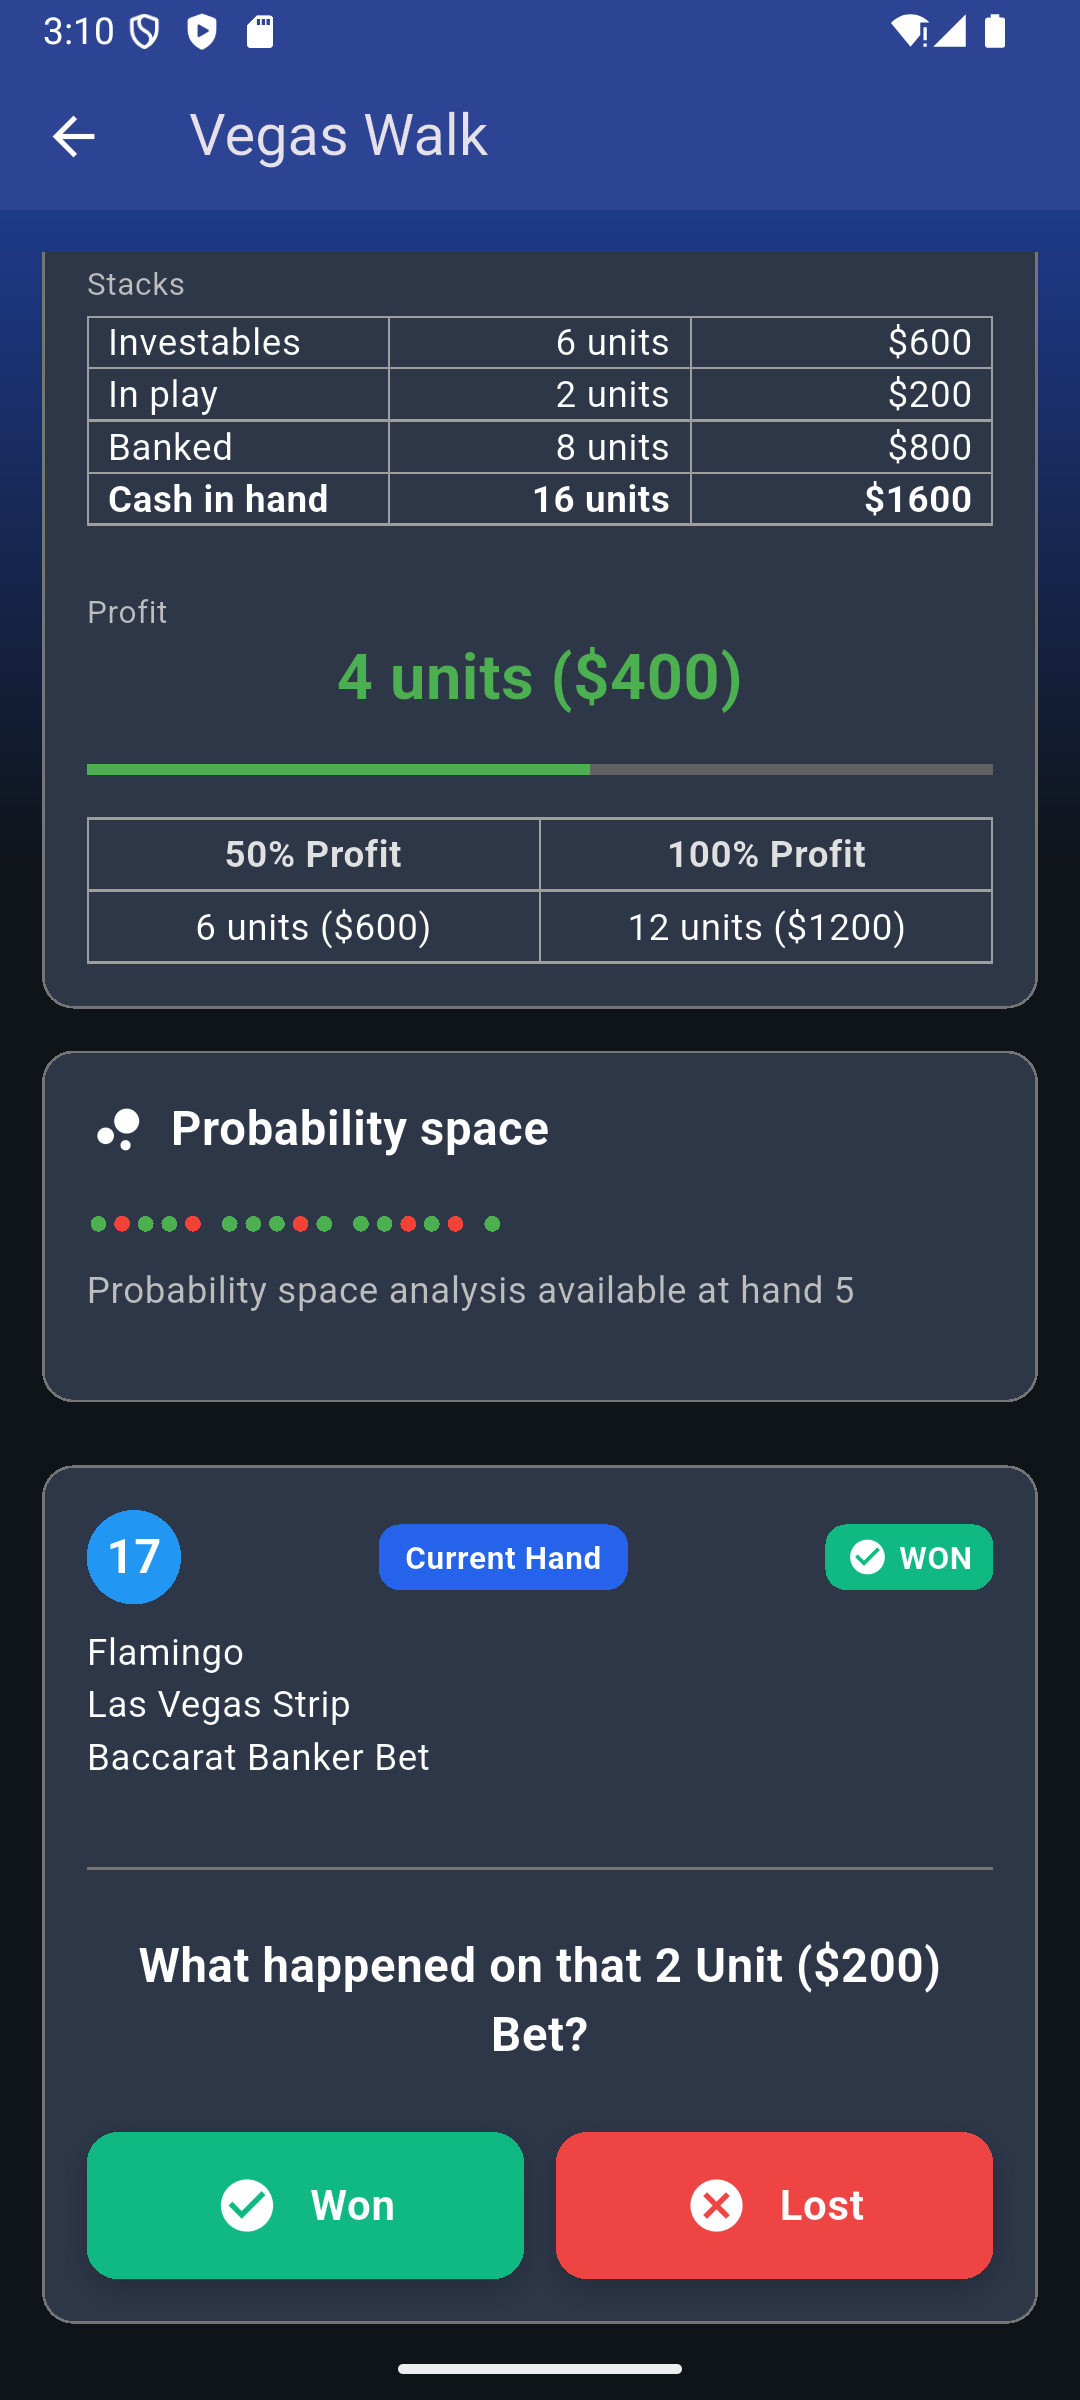 3:10
Vegas Walk
Stacks
Investables 6 units $600
In play 2 units $200
Banked 8 units $800
Cash in hand 16 units $1600
Profit
4 units ($400)
50% Profit 100% Profit
6 units ($600) 12 units ($1200)
Probability space
Probability space analysis available at hand 5
17 Current Hand WON
Flamingo
Las Vegas Strip
Baccarat Banker Bet
What happened on that 2 Unit ($200)
Bet?
Won Lost